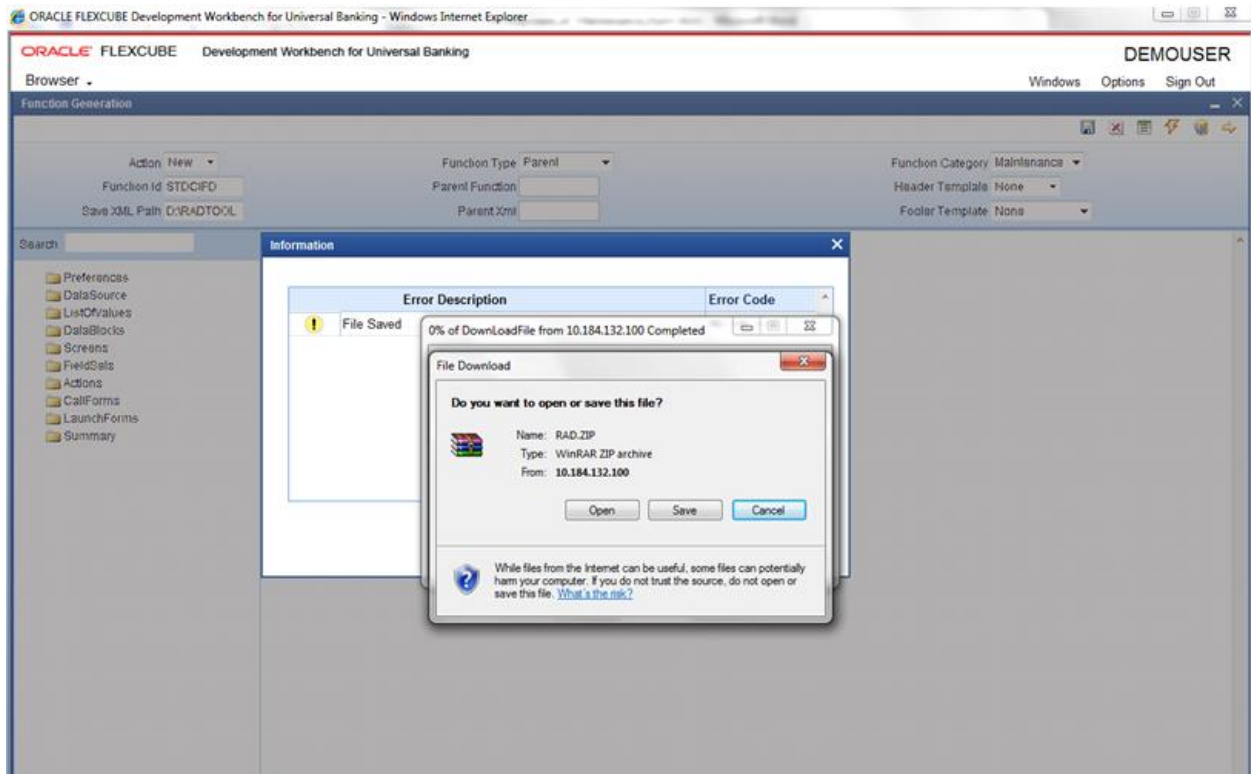 ORACLE FLEXCUBE Development Workbench for Universal Banking - Windows Internet Explorer
ORACLE FLEXCUBE Development Workbench for Universal Banking
DEMOUSER
Browser
Windows Options Sign Out
Function Generation
Action New Function Type Parent Function Category Maintenance
Function Id STDCIFD Parent Function Header Template None
Save XML Path D:\RADTOOL Parent Xml Footer Template None
Search
Information
Preferences
DataSource
ListOfValues
DataBlocks
Screens
FieldSets
Actions
CallForms
LaunchForms
Summary
Error Description Error Code
File Saved
0% of DownLoadFile from 10.184.132.100 Completed
File Download
Do you want to open or save this file?
Name: RAD.ZIP
Type: WinRAR ZIP archive
From: 10.184.132.100
Open Save Cancel
While files from the Internet can be useful, some files can potentially
harm your computer. If you do not trust the source, do not open or
save this file. What's the risk?